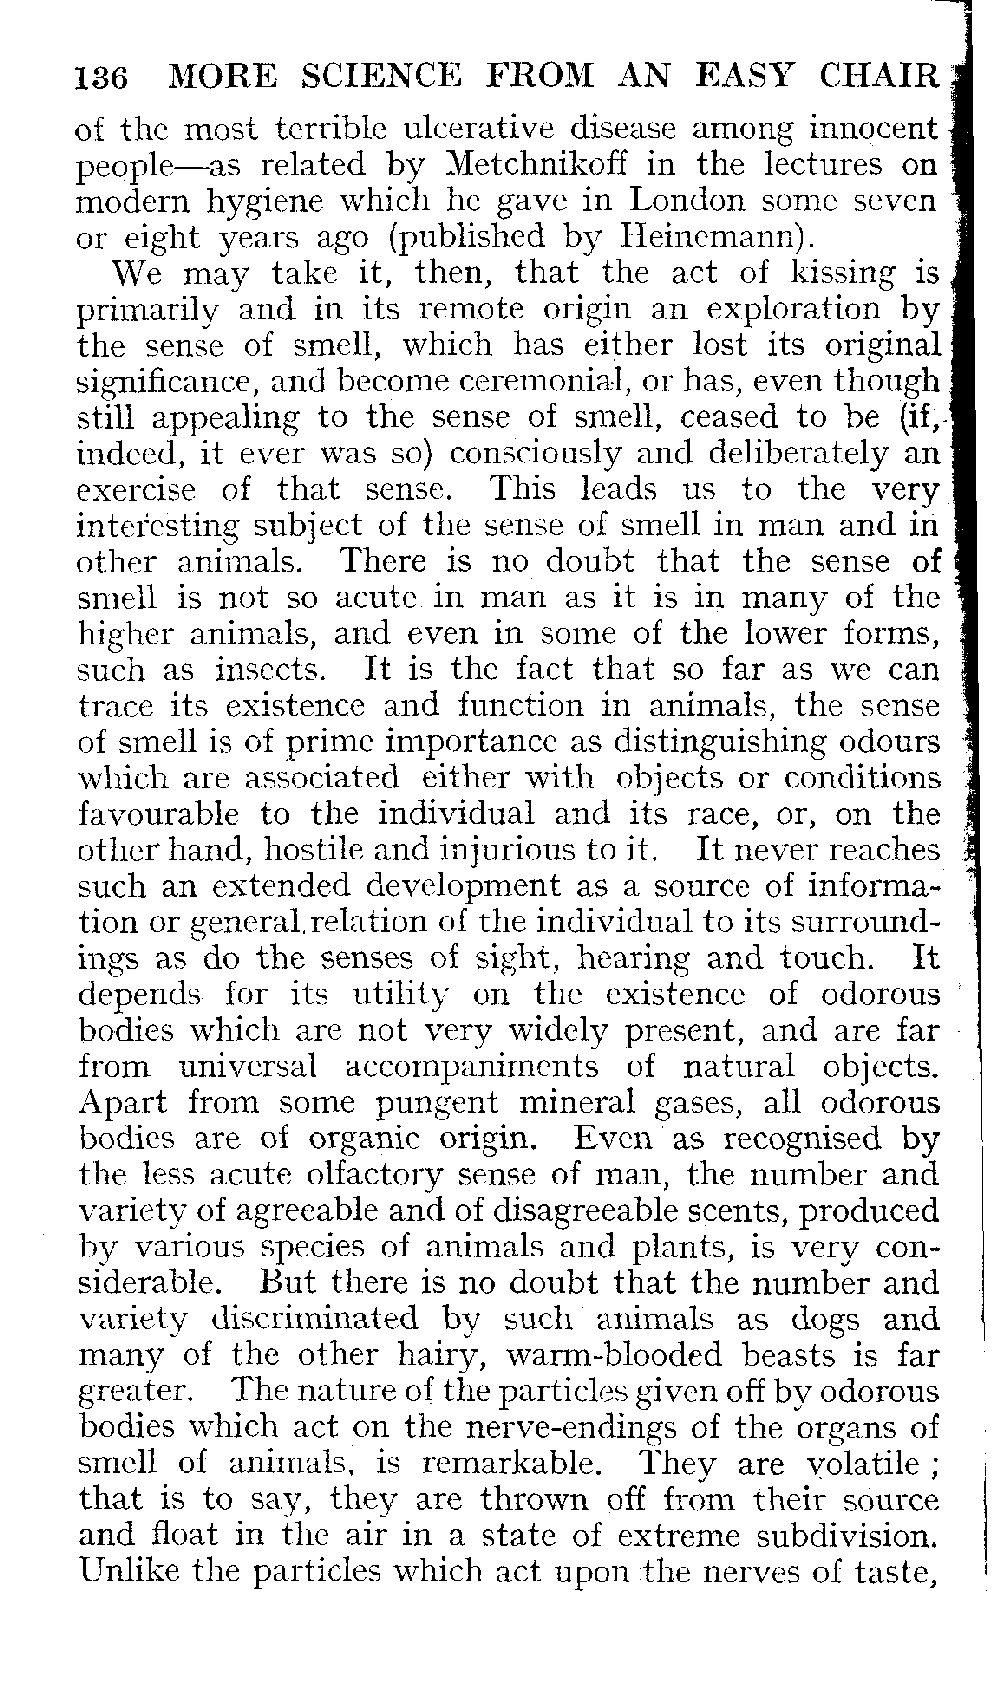 136 MORE SCIENCE FROM AN EASY CHAIR
of the most terrible ulcerative disease among innocent
people—as related by Metchnikoff in the lectures on
modern hygiene which he gave in London some seven
or eight years ago (published by Heinemann).
We may take it, then, that the act of kissing is
primarily and in its remote origin an exploration by
the sense of smell, which has either lost its original
significance, and become ceremonial, or has, even though
still appealing to the sense of smell, ceased to be (if,
indeed, it ever was so) consciously and deliberately an
exercise of that sense. This leads us to the very
interesting subject of the sense of smell in man and in
other animals. There is no doubt that the sense of
smell is not so acute in man as it is in many of the
higher animals, and even in some of the lower forms,
such as insects. It is the fact that so far as we can
trace its existence and function in animals, the sense
of smell is of prime importance as distinguishing odours
which are associated either with objects or conditions
favourable to the individual and its race, or, on the
other hand, hostile and injurious to it. It never reaches
such an extended development as a source of informa-
tion or general relation of the individual to its surround-
ings as do the senses of sight, hearing and touch. It
depends for its utility on the existence of odorous
bodies which are not very widely present, and are far
from universal accompaniments of natural objects.
Apart from some pungent mineral gases, all odorous
bodies are of organic origin. Even as recognised by
the less acute olfactory sense of man, the number and
variety of agreeable and of disagreeable scents, produced
by various species of animals and plants, is very con-
siderable. But there is no doubt that the number and
variety discriminated by such animals as dogs and
many of the other hairy, warm-blooded beasts is far
greater. The nature of the particles given off by odorous
bodies which act on the nerve-endings of the organs of
smell of animals, is remarkable. They are volatile ;
that is to say, they are thrown off from their source
and float in the air in a state of extreme subdivision.
Unlike the particles which act upon the nerves of taste,